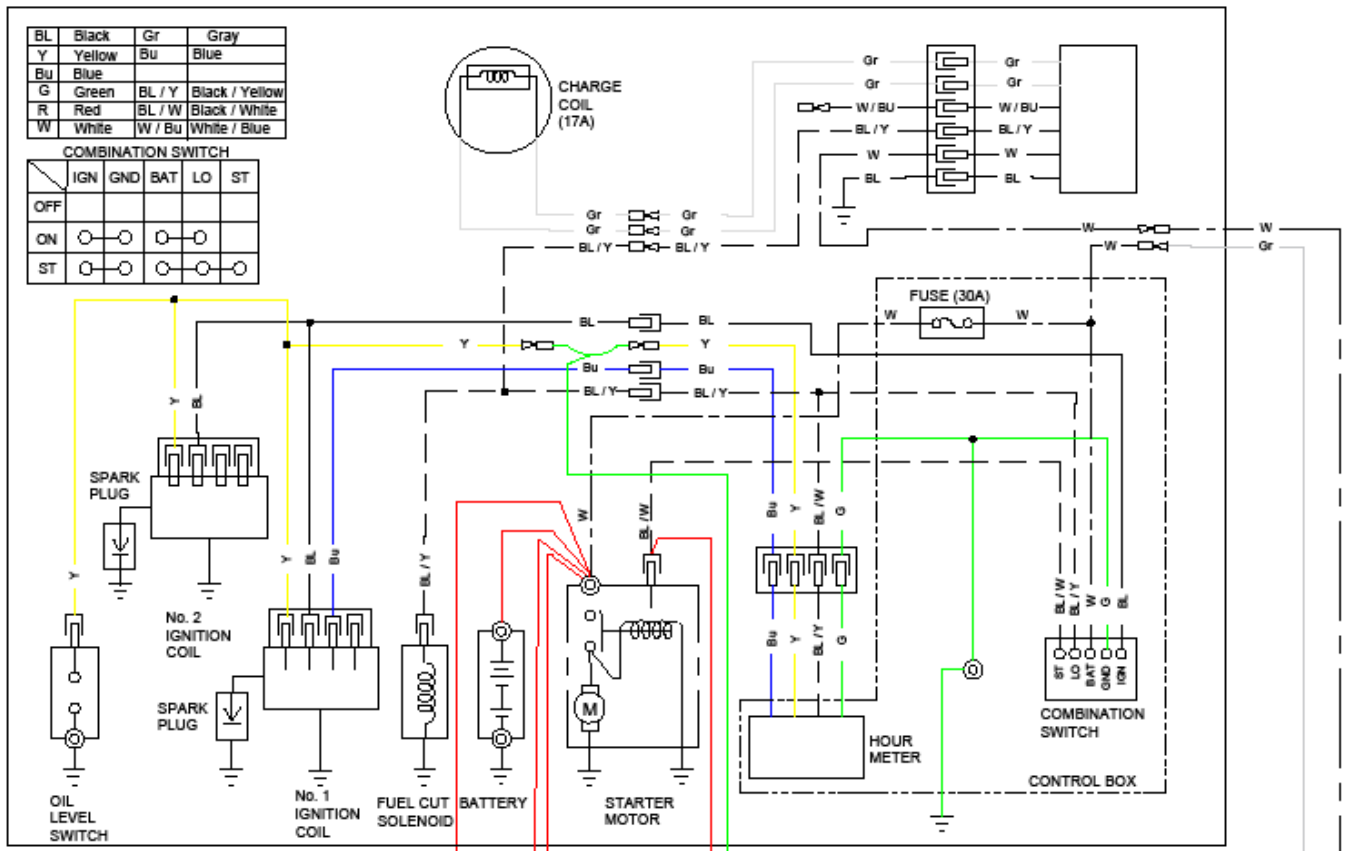 BL Black Gr Gray
Y Yellow Bu Blue
Bu Blue
G Green BL / Y Black / Yellow
R Red BL / W Black / White
W White W / Bu White / Blue
COMBINATION SWITCH
IGN GND BAT LO ST
OFF
ON
ST
CHARGE
COIL
(17A)
Gr Gr
Gr Gr
W / BU W / BU
BL / Y BL / Y
W W
BL BL
Gr Gr
Gr Gr
BL / Y BL / Y
W W
W Gr
FUSE (30A)
W W
BL BL
Y Y
Bu Bu
BL / Y BL / Y
Y
BL
SPARK
PLUG
Y
No. 2
IGNITION
COIL
Y
BL
Bu
SPARK
PLUG
BL / Y
W
BL / W
Bu
Y
BL / W
G
Bu
Y
BL / Y
G
BL / W
BL / Y
W
G
BL
ST
LO
BAT
GND
IGN
M
COMBINATION
SWITCH
HOUR
METER
CONTROL BOX
OIL
LEVEL
SWITCH
No. 1
IGNITION
COIL
FUEL CUT
SOLENOID
BATTERY
STARTER
MOTOR